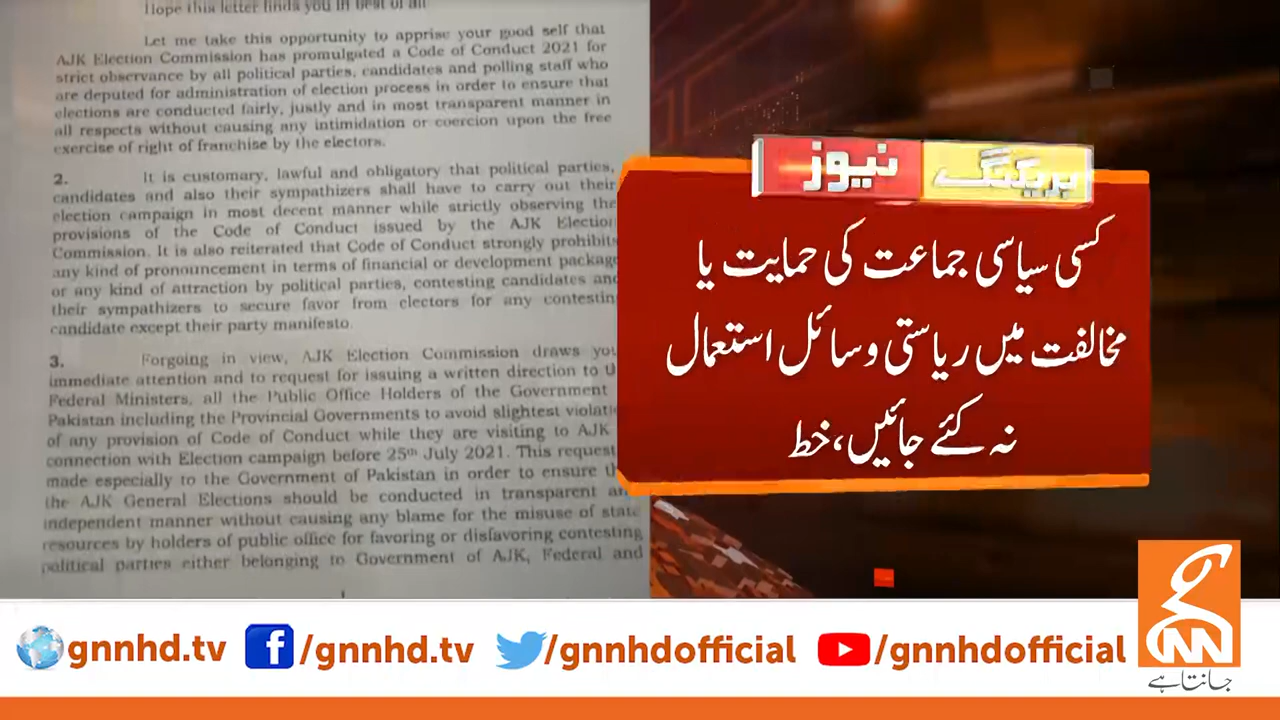 Hope this letter finds you in best of all
Let me take this opportunity to apprise your good self that
AJK Election Commission has promulgated a Code of Conduct 2021 for
strict observance by all political parties, candidates and polling staff who
are deputed for administration of election process in order to ensure that
elections are conducted fairly, justly and in most transparent manner in
all respects without causing any intimidation or coercion upon the free
exercise of right of franchise by the electors.
2. It is customary, lawful and obligatory that political parties,
candidates and also their sympathizers shall have to carry out their
election campaign in most decent manner while strictly observing the
provisions of the Code of Conduct issued by the AJK Election
Commission. It is also reiterated that Code of Conduct strongly prohibits
any kind of pronouncement in terms of financial or development package
or any kind of attraction by political parties, contesting candidates and
their sympathizers to secure favor from electors for any contesting
candidate except their party manifesto.
3. Forgoing in view, AJK Election Commission draws you
immediate attention and to request for issuing a written direction to th
Federal Ministers, all the Public Office Holders of the Government
Pakistan including the Provincial Governments to avoid slightest violati
of any provision of Code of Conduct while they are visiting to AJK
connection with Election campaign before 25th July 2021. This request
made especially to the Government of Pakistan in order to ensure th
the AJK General Elections should be conducted in transparent an
independent manner without causing any blame for the misuse of state
resources by holders of public office for favoring or disfavoring contesting
political parties either belonging to Government of AJK, Federal and
بریکنگ نیوز
کسی سیاسی جماعت کی حمایت یا
مخالفت میں ریاستی وسائل استعمال
نہ کئے جائیں، خط
gnnhd.tv /gnnhd.tv /gnnhdofficial /gnnhdofficial
GNN
جانتا ہے